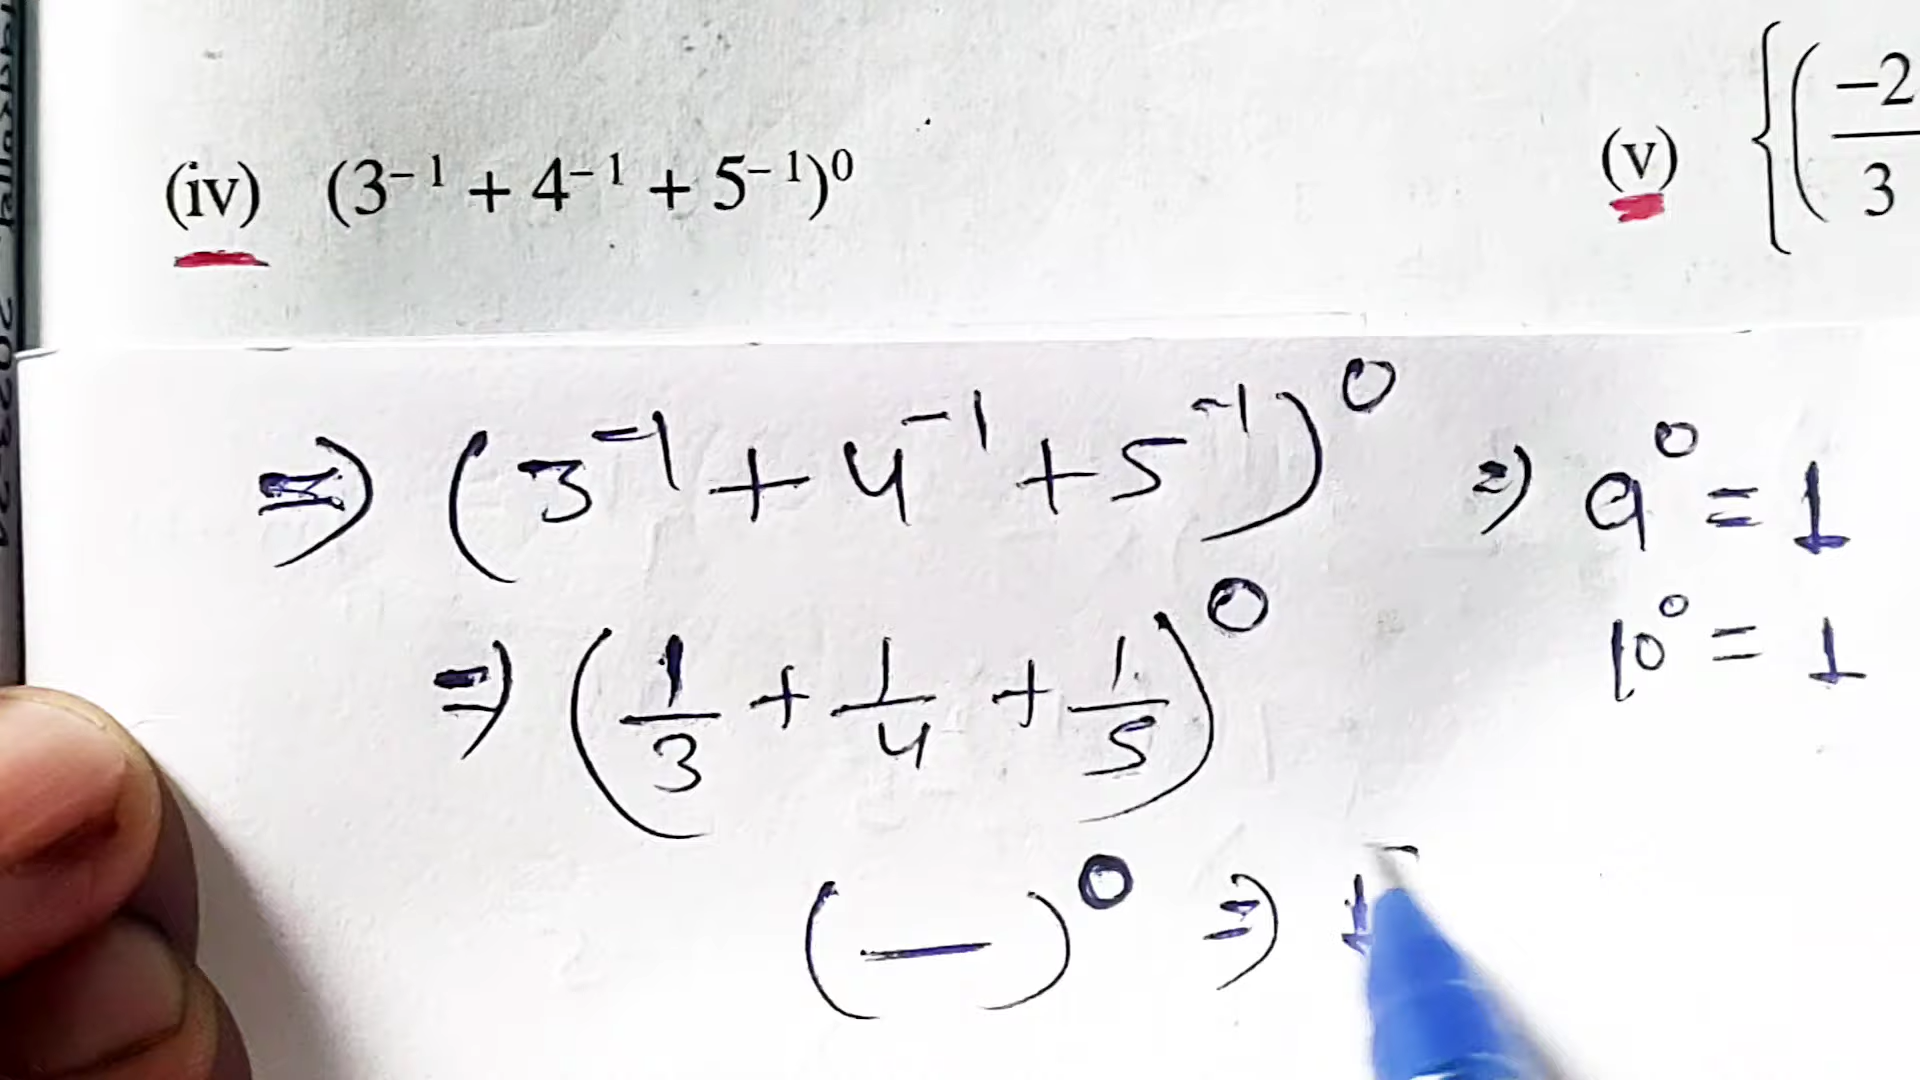 (iv) (3⁻¹ + 4⁻¹ + 5⁻¹)⁰ (v) {(-2/3
⇒ (3⁻¹ + 4⁻¹ + 5⁻¹)⁰ ⇒ a⁰ = 1
⇒ (1/3 + 1/4 + 1/5)⁰ 10⁰ = 1
(—)⁰ ⇒ 1